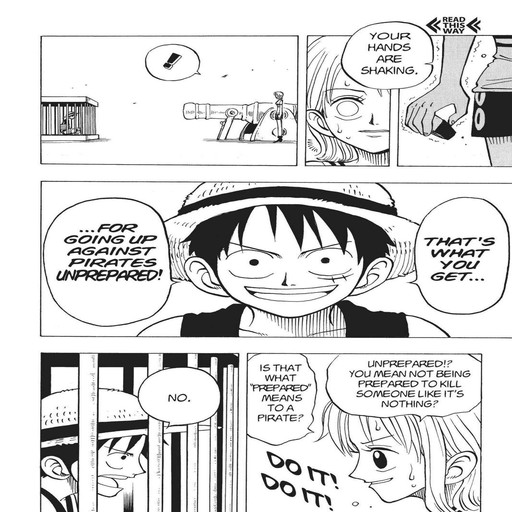 READ
THIS
WAY
YOUR
HANDS
ARE
SHAKING.
!
THAT'S
WHAT
YOU
GET...
...FOR
GOING UP
AGAINST
PIRATES
UNPREPARED!
UNPREPARED!?
YOU MEAN NOT BEING
PREPARED TO KILL
SOMEONE LIKE IT'S
NOTHING?
IS THAT
WHAT
"PREPARED"
MEANS
TO A
PIRATE?
DO IT!
DO IT!
NO.